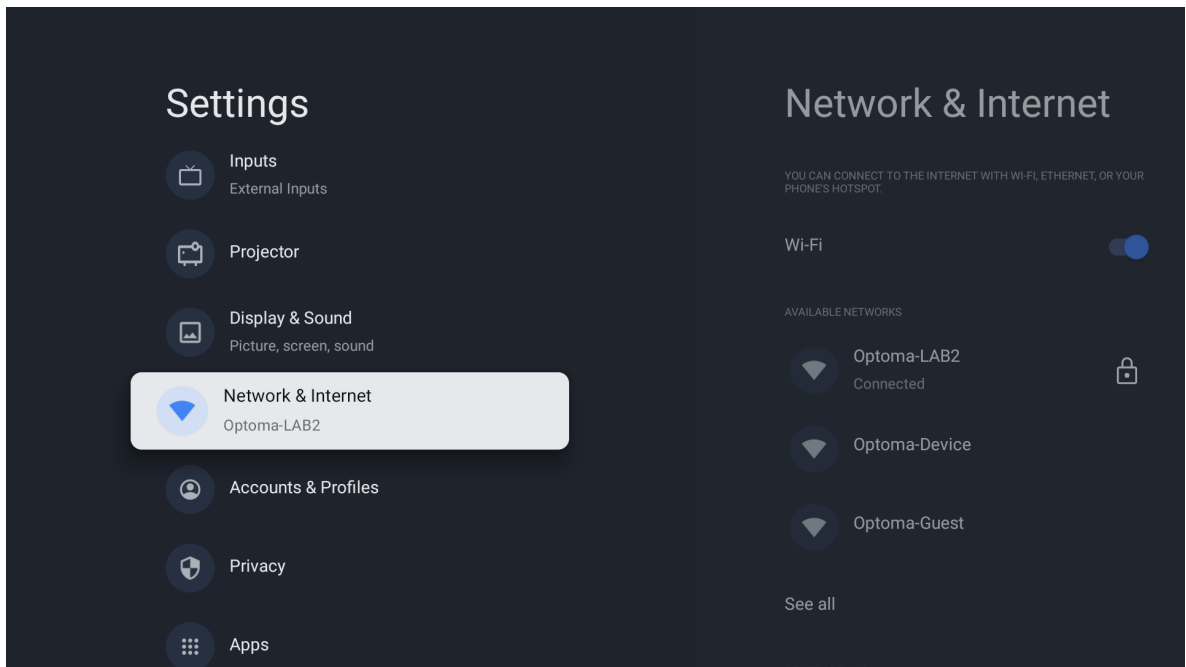 Settings
Inputs
External Inputs
Projector
Display & Sound
Picture, screen, sound
Network & Internet
Optoma-LAB2
Accounts & Profiles
Privacy
Apps
Network & Internet
YOU CAN CONNECT TO THE INTERNET WITH WI-FI, ETHERNET, OR YOUR
PHONE'S HOTSPOT.
Wi-Fi
AVAILABLE NETWORKS
Optoma-LAB2
Connected
Optoma-Device
Optoma-Guest
See all